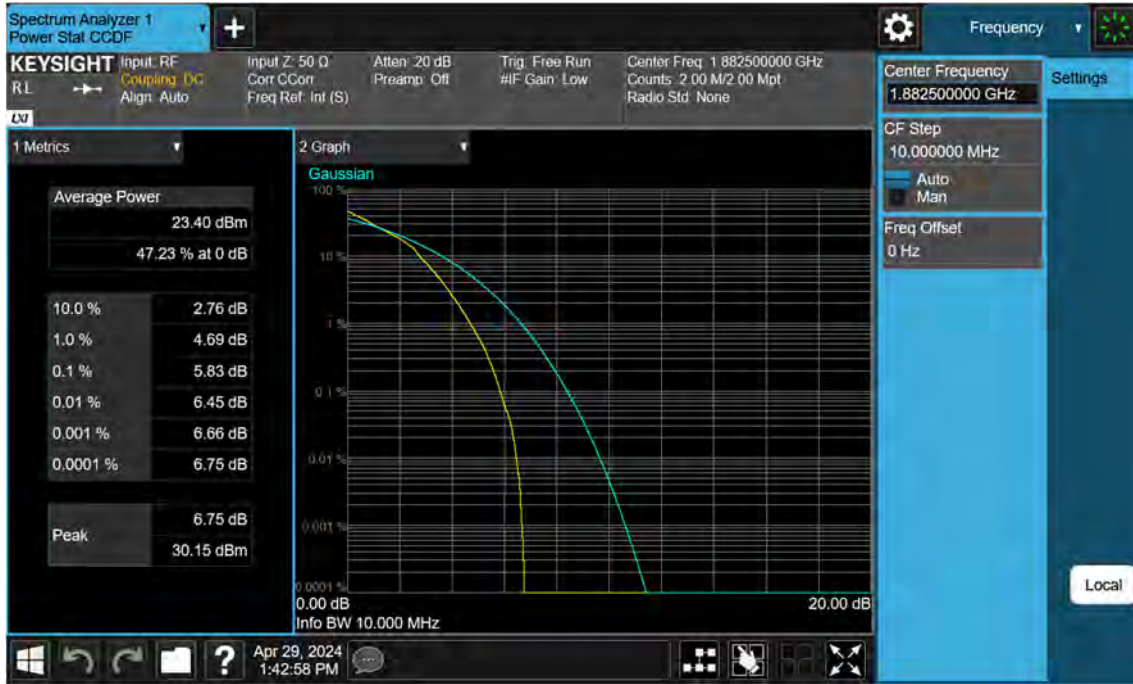 Spectrum Analyzer 1
Power Stat CCDF
+
Frequency
KEYSIGHT
RL
LXI
Input: RF
Coupling: DC
Align: Auto
Input Z: 50 Ω
Corr CCorr
Freq Ref: Int (S)
Atten: 20 dB
Preamp: Off
Trig: Free Run
#IF Gain: Low
Center Freq: 1.882500000 GHz
Counts: 2.00 M/2.00 Mpt
Radio Std: None
Center Frequency
1.882500000 GHz
Settings
CF Step
10.000000 MHz
Auto
Man
Freq Offset
0 Hz
Local
1 Metrics
Average Power
23.40 dBm
47.23 % at 0 dB
10.0 % 2.76 dB
1.0 % 4.69 dB
0.1 % 5.83 dB
0.01 % 6.45 dB
0.001 % 6.66 dB
0.0001 % 6.75 dB
Peak
6.75 dB
30.15 dBm
2 Graph
Gaussian
100 %
10 %
1 %
0.1 %
0.01 %
0.001 %
0.0001 %
0.00 dB 20.00 dB
Info BW 10.000 MHz
?
Apr 29, 2024
1:42:58 PM